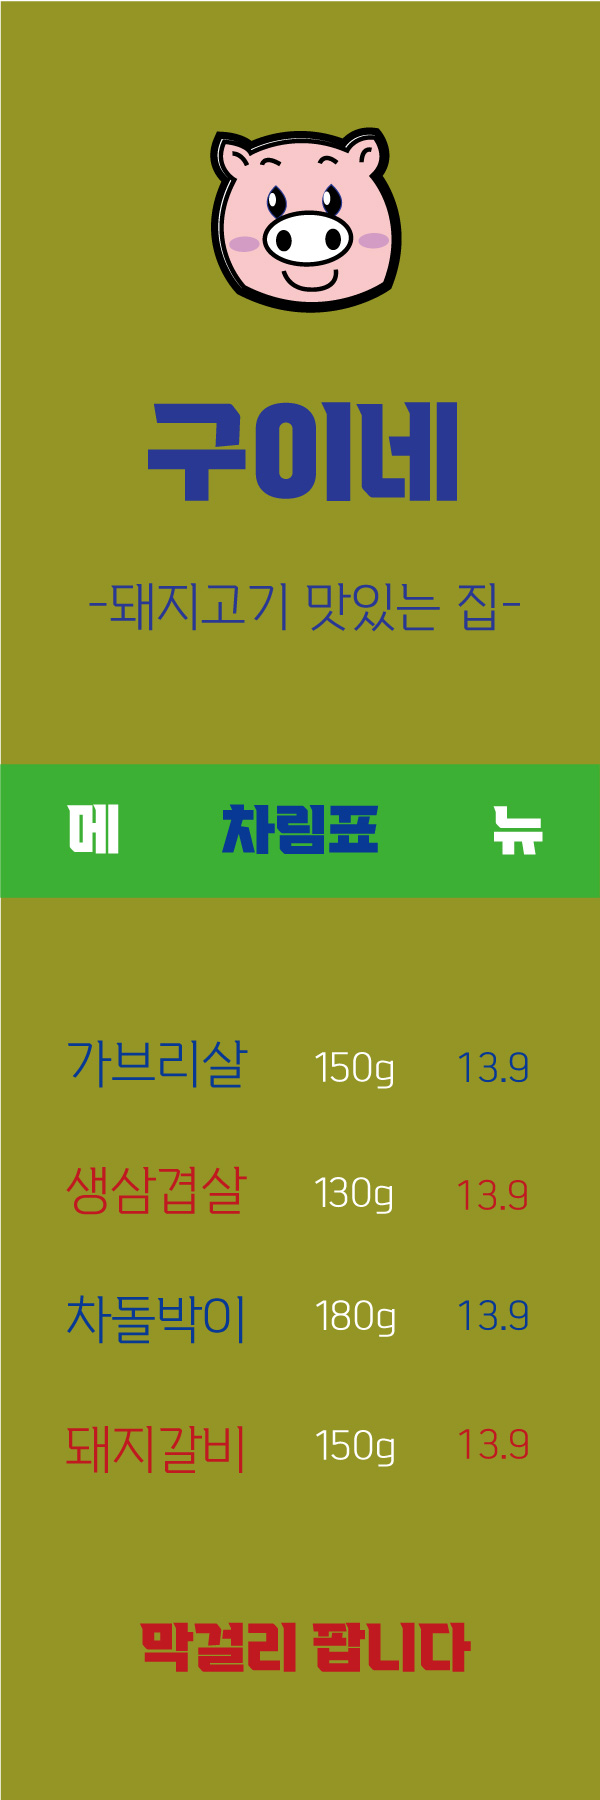 구이네
-돼지고기 맛있는 집-
메 차림표 뉴
가브리살 150g 13.9
생삼겹살 130g 13.9
차돌박이 180g 13.9
돼지갈비 150g 13.9
막걸리 팝니다